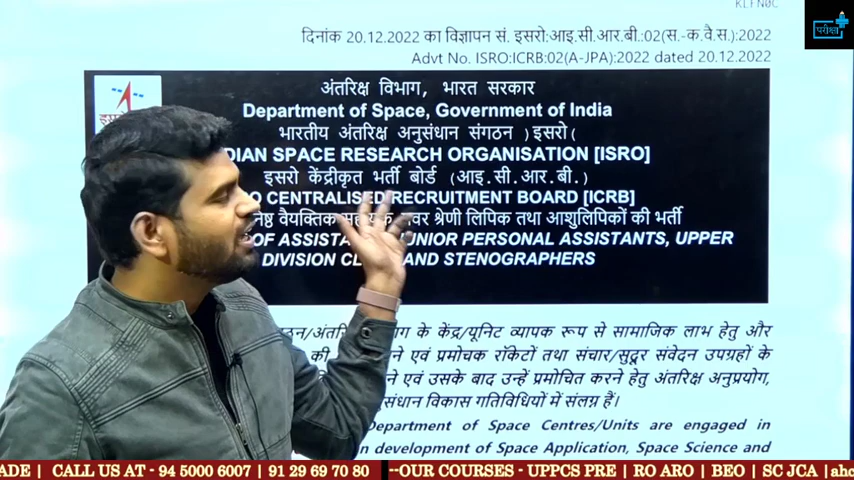 परीक्षा
दिनांक 20.12.2022 का विज्ञापन सं. इसरो:आइ.सी.आर.बी.:02(स.-क.वै.स.):2022
Advt No. ISRO:ICRB:02(A-JPA):2022 dated 20.12.2022
अंतरिक्ष विभाग, भारत सरकार
Department of Space, Government of India
भारतीय अंतरिक्ष अनुसंधान संगठन )इसरो(
SPACE RESEARCH ORGANISATION [ISRO]
इसरो केंद्रीकृत भर्ती बोर्ड (आइ.सी.आर.बी.)
CENTRALISED RECRUITMENT BOARD [ICRB]
वैयक्तिक श्रेणी लिपिक तथा आशुलिपिकों की भर्ती
OF PERSONAL ASSISTANTS, UPPER
DIVISION AND STENOGRAPHERS
के केंद्र/यूनिट व्यापक रूप से सामाजिक लाभ हेतु और
की एवं प्रमोचक रॉकेटों तथा संचार/सुदूर संवेदन उपग्रहों के
एवं उसके बाद उन्हें प्रमोचित करने हेतु अंतरिक्ष अनुप्रयोग,
विकास गतिविधियों में संलग्न हैं।
Department of Space Centres/Units are engaged in
development of Space Application, Space Science and
| CALL US AT - 94 5000 6007 | 91 29 69 70 80 --OUR COURSES - UPPCS PRE | RO ARO | BEO | SC JCA |